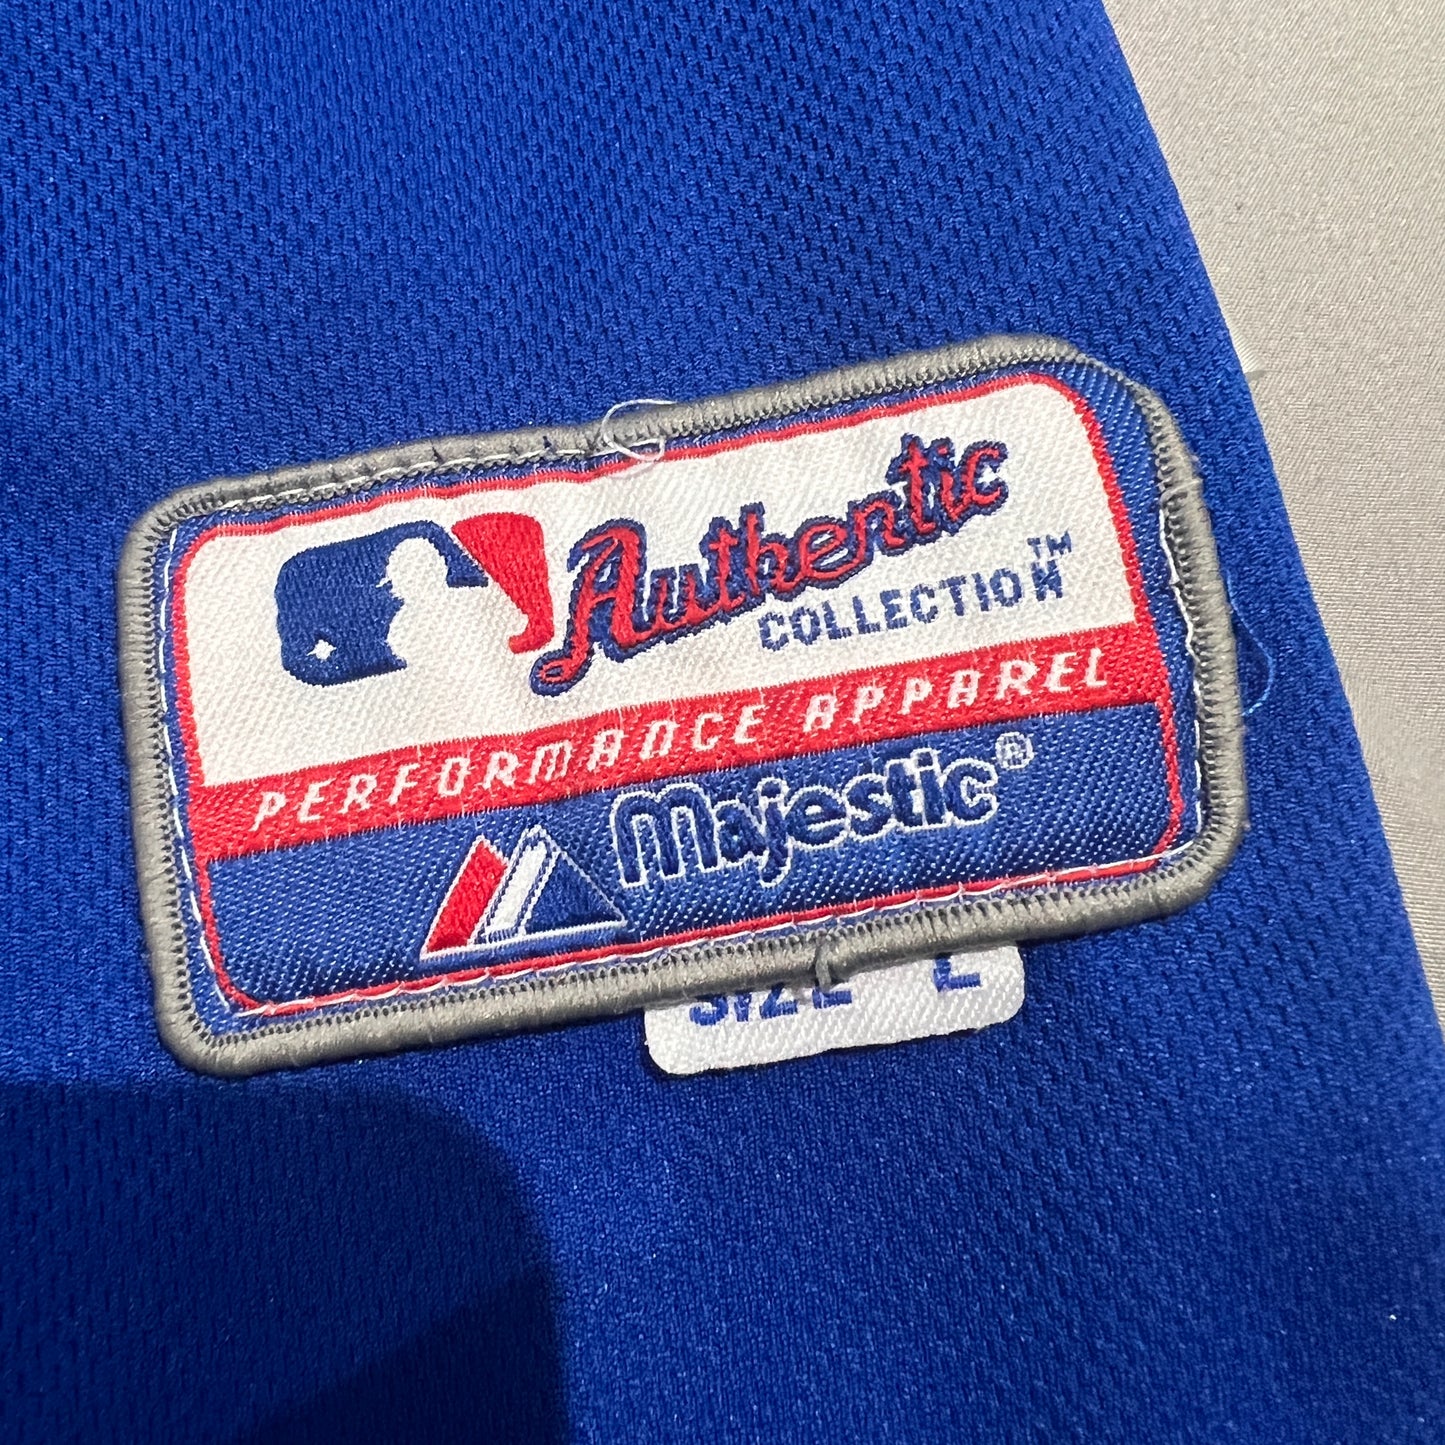 Authentic
COLLECTION™
PERFORMANCE APPAREL
Majestic®
SIZE L